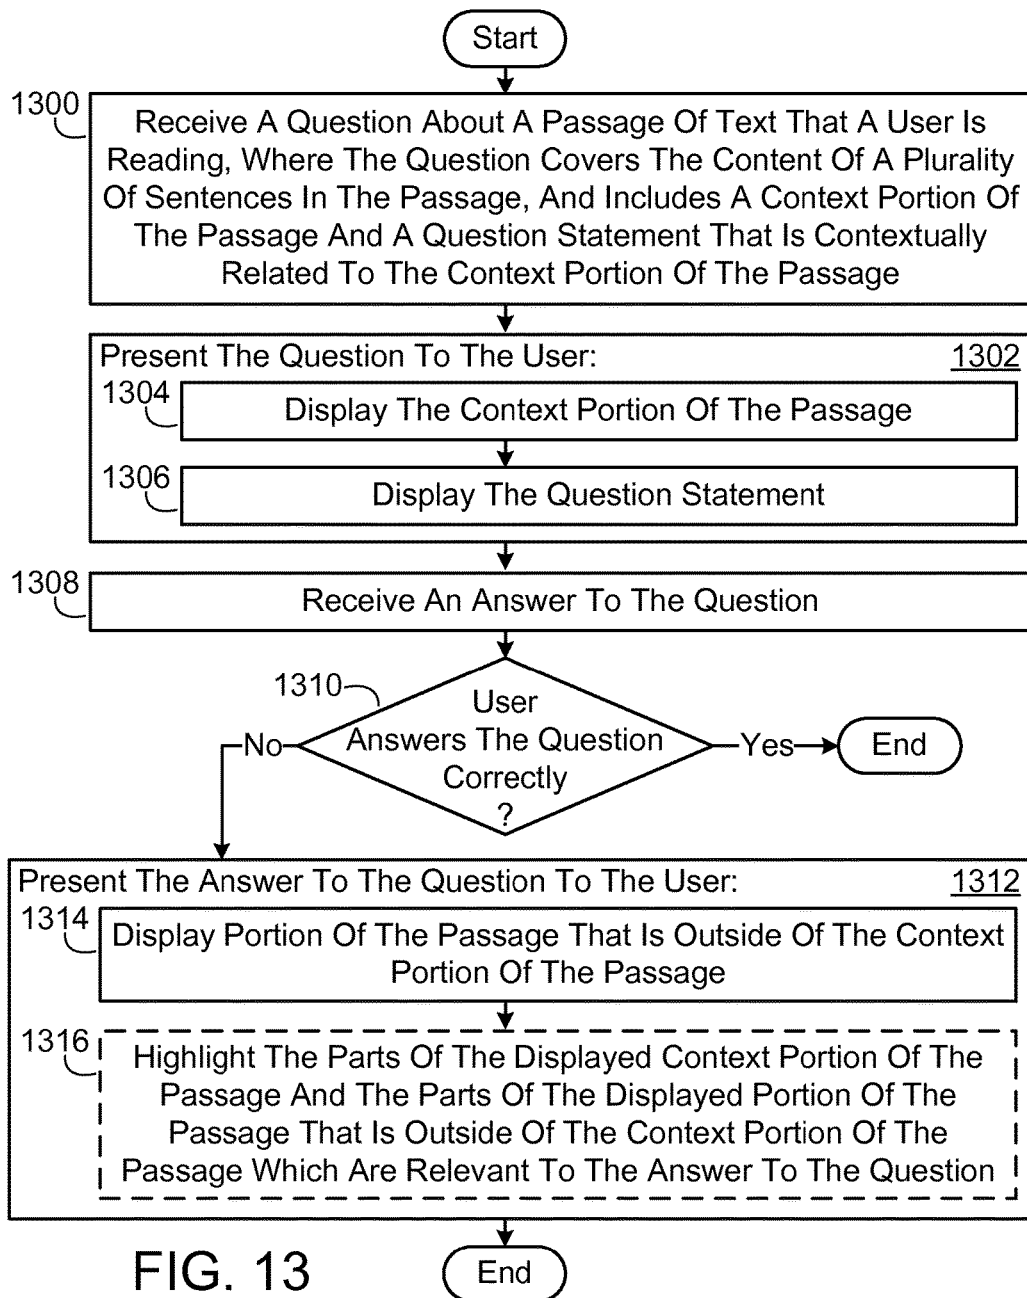 Start
1300
Receive A Question About A Passage Of Text That A User Is
Reading, Where The Question Covers The Content Of A Plurality
Of Sentences In The Passage, And Includes A Context Portion Of
The Passage And A Question Statement That Is Contextually
Related To The Context Portion Of The Passage
Present The Question To The User: 1302
1304
Display The Context Portion Of The Passage
1306
Display The Question Statement
1308
Receive An Answer To The Question
1310
User
Answers The Question
Correctly
?
No
Yes
End
Present The Answer To The Question To The User: 1312
1314
Display Portion Of The Passage That Is Outside Of The Context
Portion Of The Passage
1316
Highlight The Parts Of The Displayed Context Portion Of The
Passage And The Parts Of The Displayed Portion Of The
Passage That Is Outside Of The Context Portion Of The
Passage Which Are Relevant To The Answer To The Question
End
FIG. 13